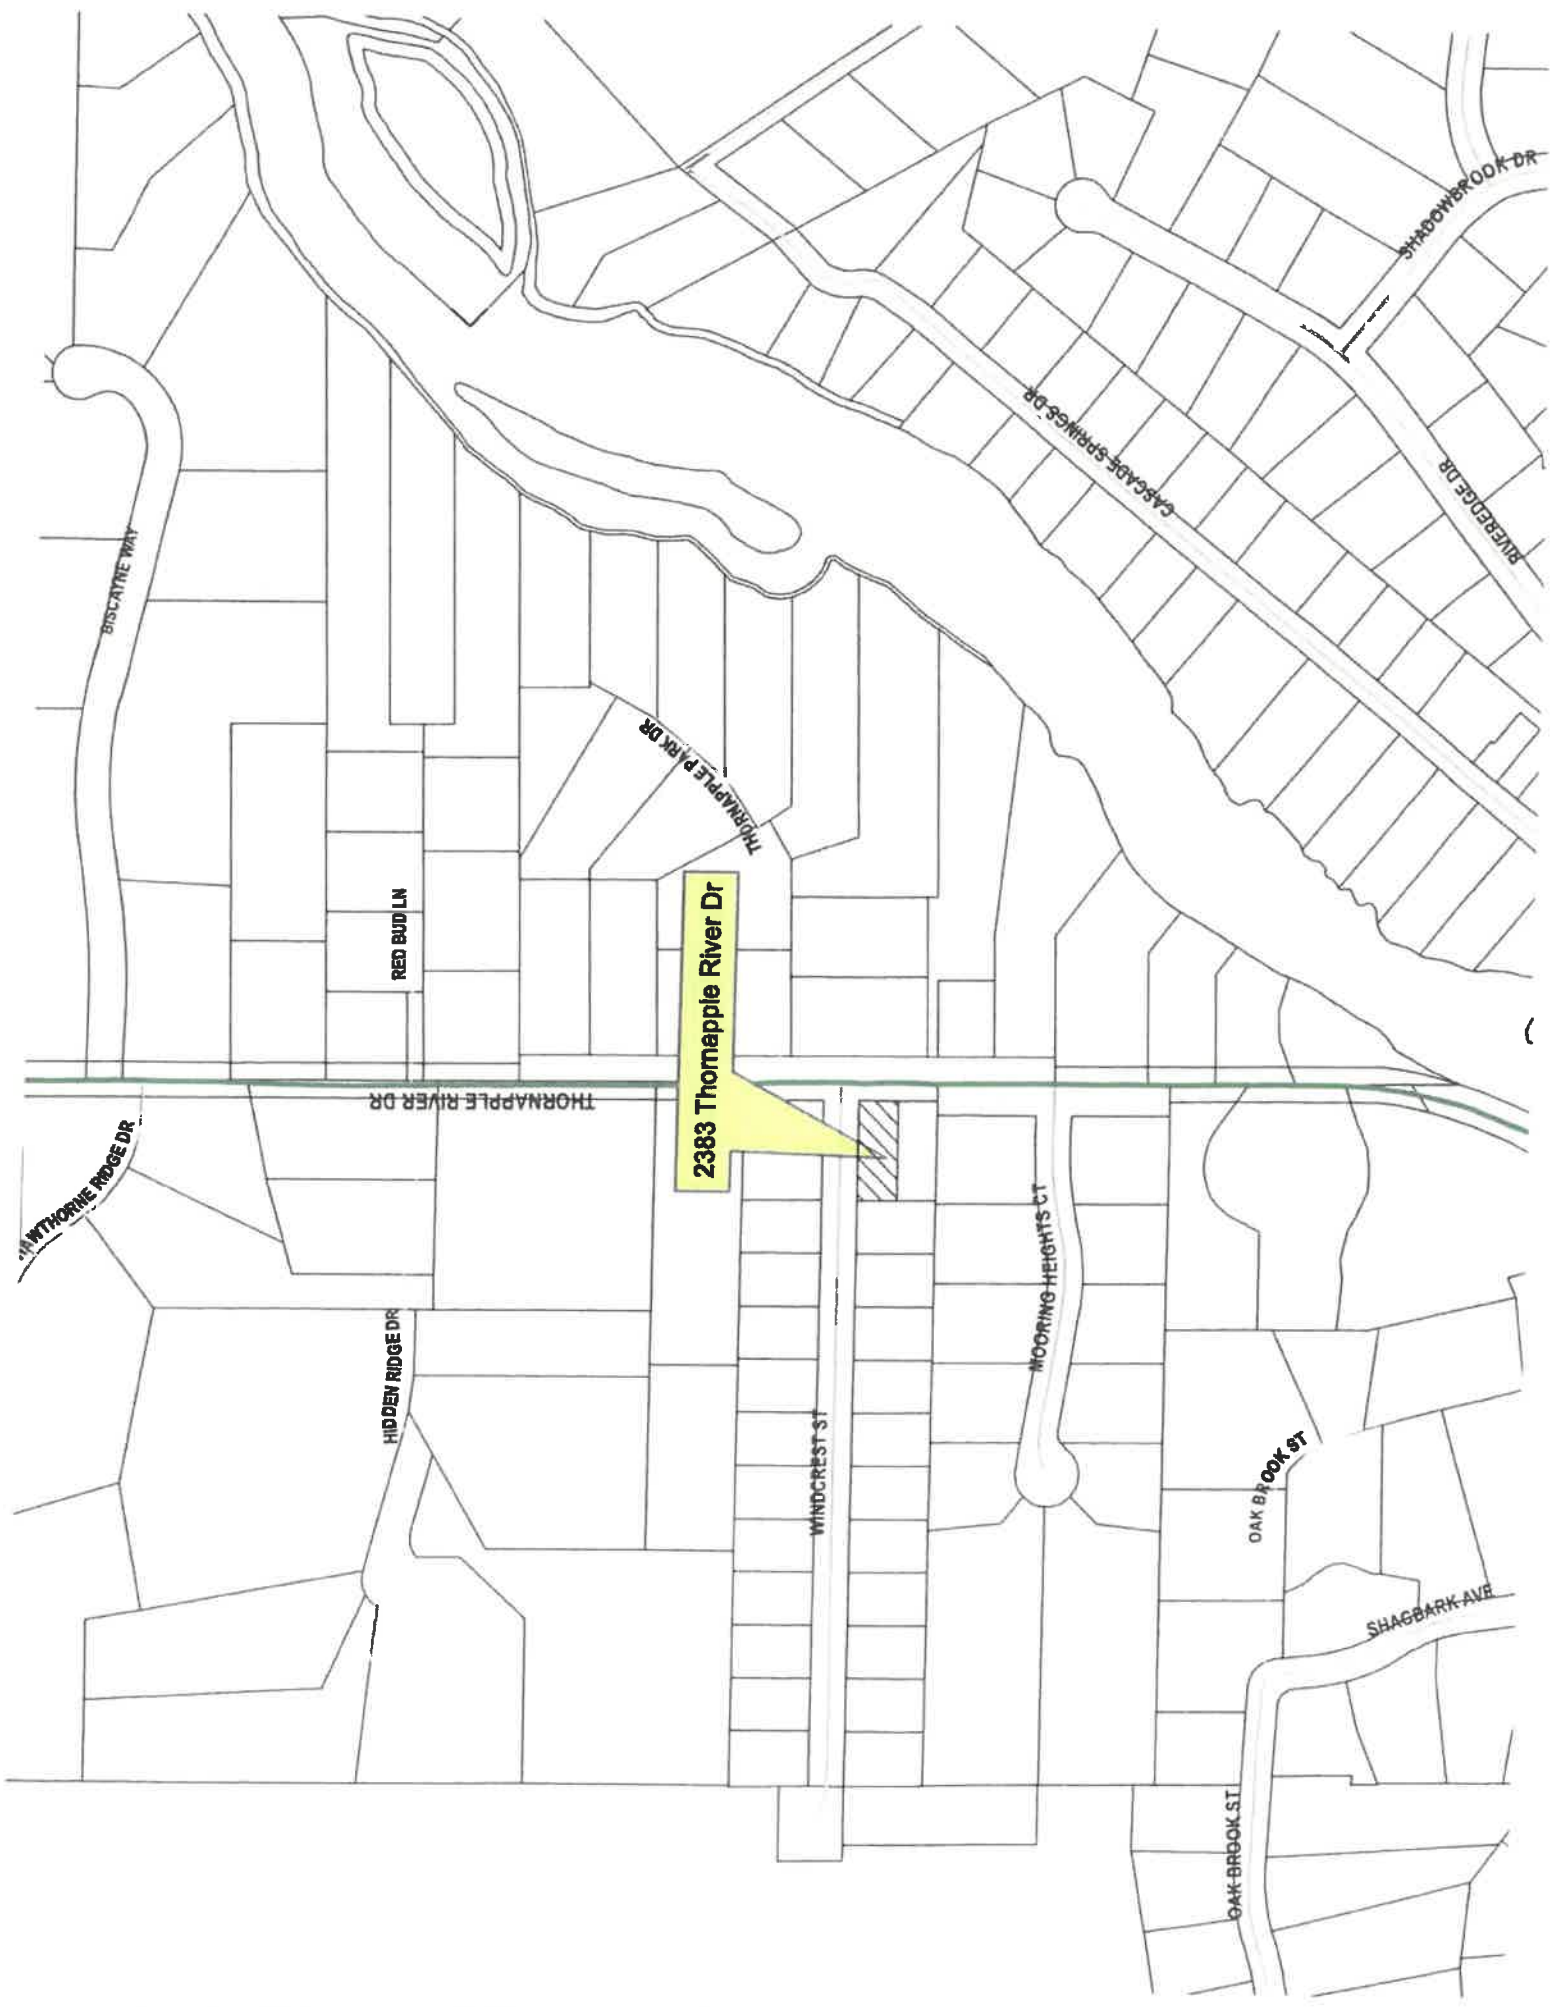 BISCAYNE WAY
SHADOWBROOK DR
CASCADE SPRINGS DR
RIVEREDGE DR
THORNAPPLE PARK DR
RED BUD LN
2383 Thornapple River Dr
THORNAPPLE RIVER DR
HAWTHORNE RIDGE DR
HIDDEN RIDGE DR
MOORING HEIGHTS CT
WINDCREST ST
OAK BROOK ST
SHAGBARK AVE
OAK BROOK ST